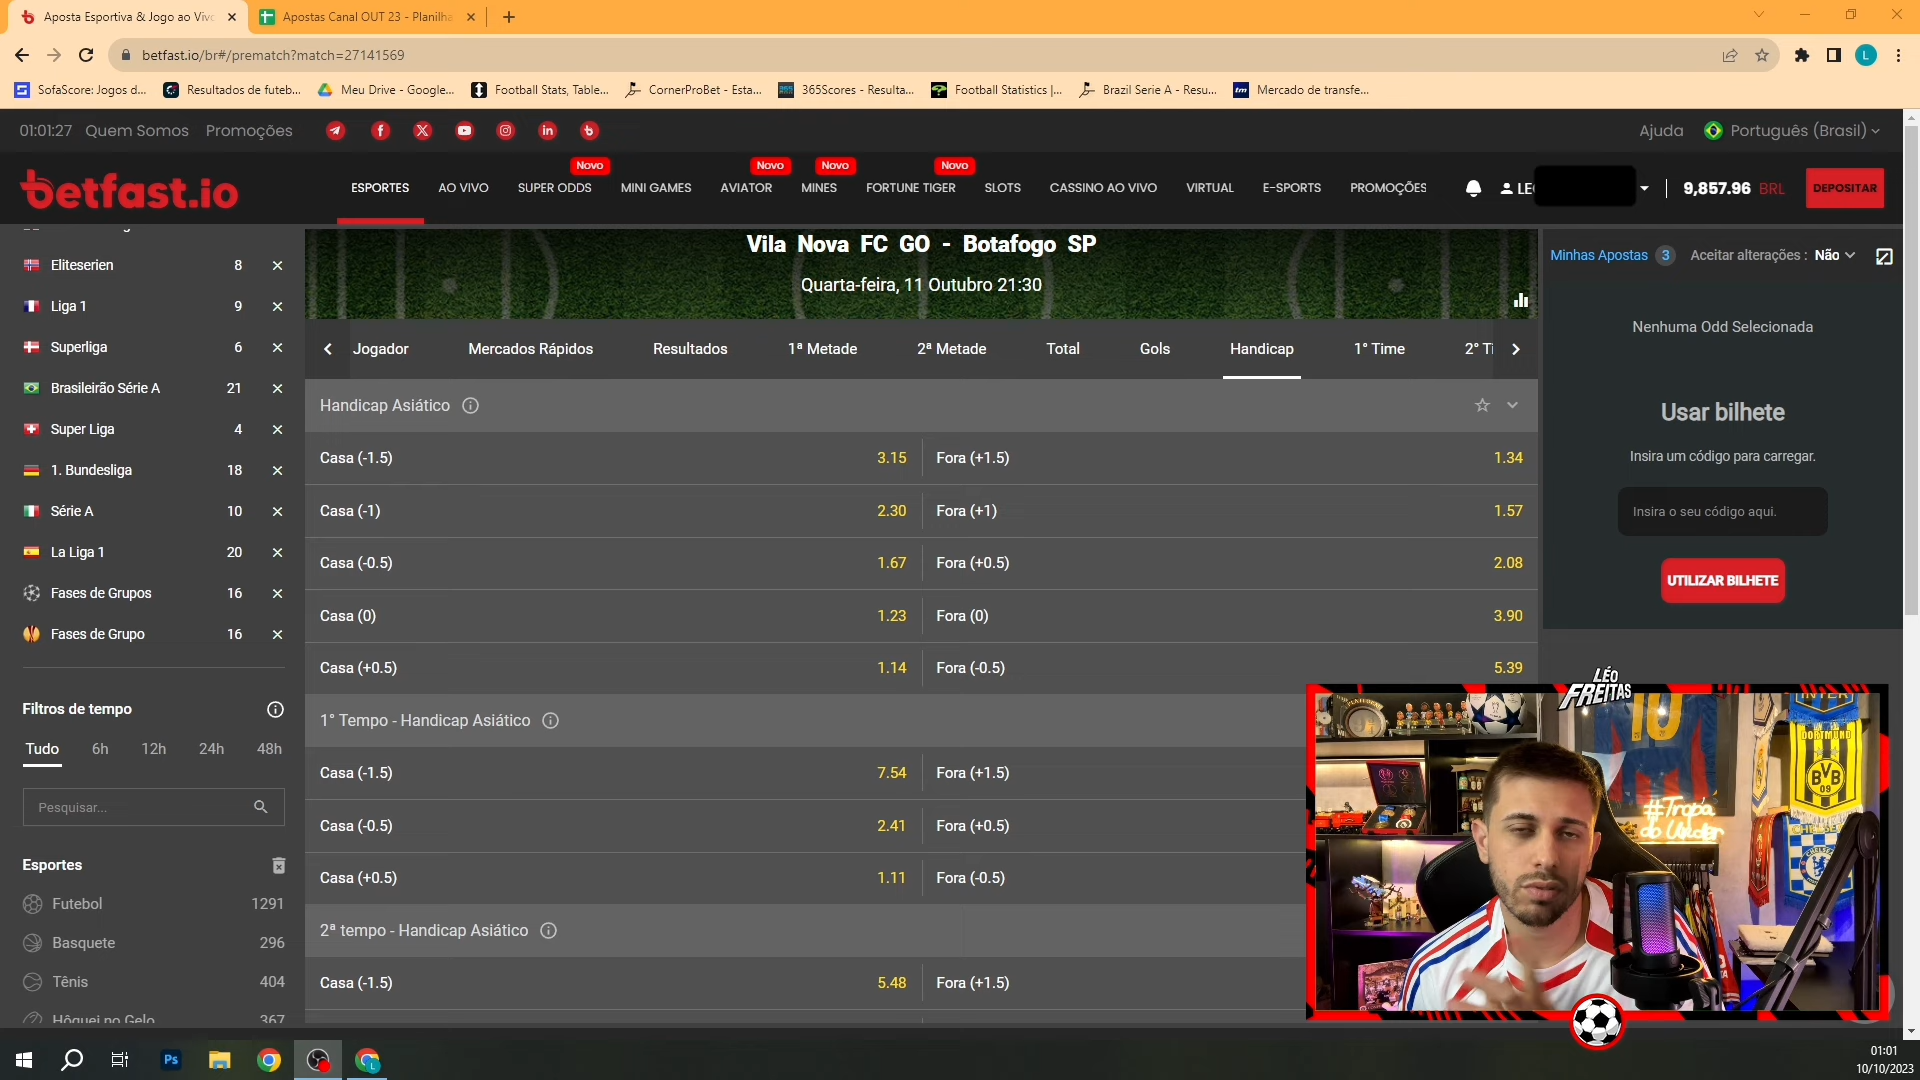 Aposta Esportiva & Jogo ao Viv
Apostas Canal OUT 23 - Planilha
betfast.io/br#/prematch?match=27141569
L
SofaScore: Jogos d...
Resultados de futeb...
Meu Drive - Google...
Football Stats, Table...
CornerProBet - Esta...
365Scores - Resulta...
Football Statistics |...
Brazil Serie A - Resu...
Mercado de transfe...
01:01:27 Quem Somos Promoções
Ajuda Português (Brasil)
betfast.io
Novo Novo Novo Novo
ESPORTES AO VIVO SUPER ODDS MINI GAMES AVIATOR MINES FORTUNE TIGER SLOTS CASSINO AO VIVO VIRTUAL E-SPORTS PROMOÇÕES
LE
9,857.96 BRL
DEPOSITAR
Eliteserien 8
Liga 1 9
Superliga 6
Brasileirão Série A 21
Super Liga 4
1. Bundesliga 18
Série A 10
La Liga 1 20
Fases de Grupos 16
Fases de Grupo 16
Filtros de tempo
Tudo 6h 12h 24h 48h
Pesquisar...
Esportes
Futebol 1291
Basquete 296
Tênis 404
Hóquei no Gelo 367
Vila Nova FC GO - Botafogo SP
Quarta-feira, 11 Outubro 21:30
Jogador Mercados Rápidos Resultados 1ª Metade 2ª Metade Total Gols Handicap 1° Time 2° Ti
Handicap Asiático
Casa (-1.5) 3.15 Fora (+1.5) 1.34
Casa (-1) 2.30 Fora (+1) 1.57
Casa (-0.5) 1.67 Fora (+0.5) 2.08
Casa (0) 1.23 Fora (0) 3.90
Casa (+0.5) 1.14 Fora (-0.5) 5.39
1° Tempo - Handicap Asiático
Casa (-1.5) 7.54 Fora (+1.5)
Casa (-0.5) 2.41 Fora (+0.5)
Casa (+0.5) 1.11 Fora (-0.5)
2ª tempo - Handicap Asiático
Casa (-1.5) 5.48 Fora (+1.5)
Minhas Apostas 3 Aceitar alterações : Não
Nenhuma Odd Selecionada
Usar bilhete
Insira um código para carregar.
Insira o seu código aqui.
UTILIZAR BILHETE
LÉO
FREITAS
INTER
10
DORTMUND
BVB
09
#Tropa
do Válder
CHELSEA
Ps
01:01
10/10/2023